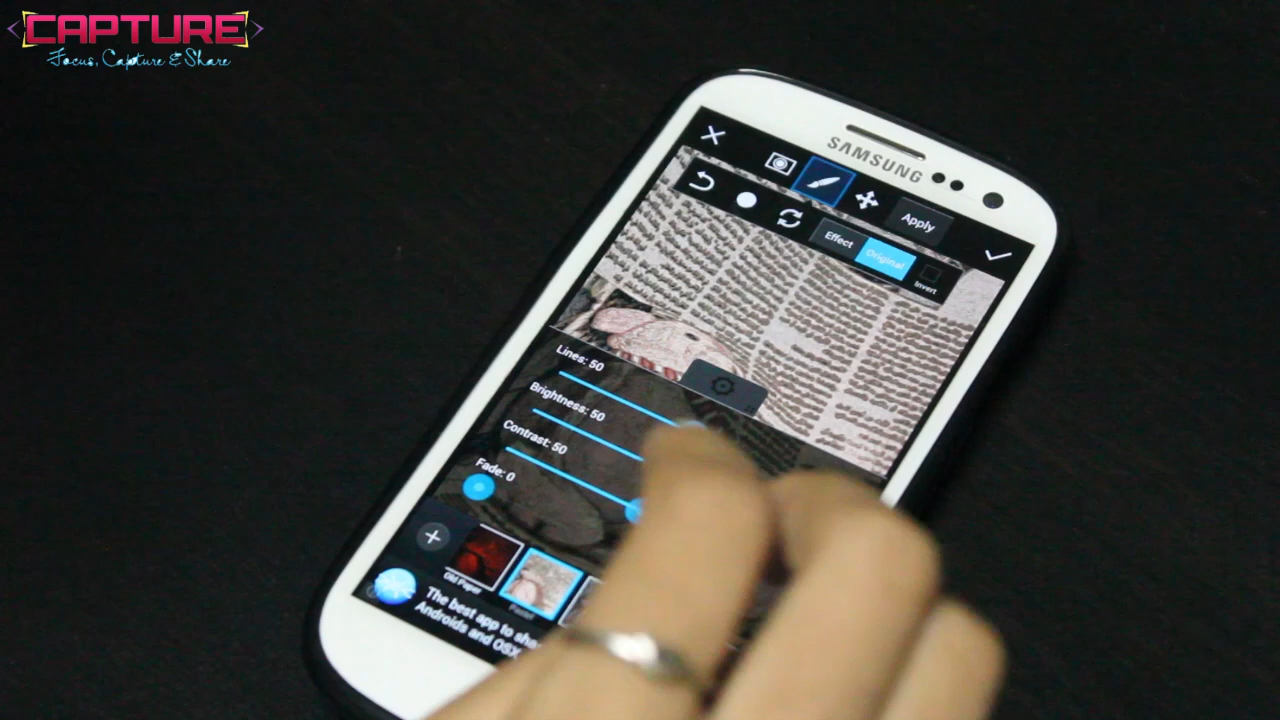 CAPTURE
Focus, Capture & Share
SAMSUNG
Apply
Effect
Original
Invert
Lines: 50
Brightness: 50
Contrast: 50
Fade: 0
Old Paper
Pastel
The best app to
Androids and OSX